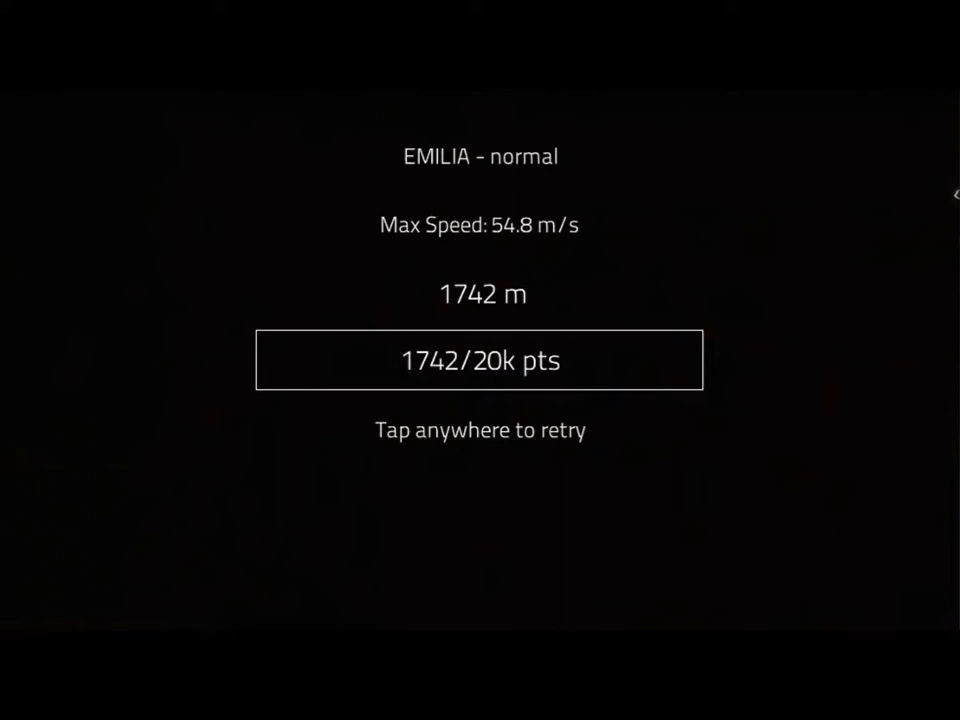 EMILIA - normal
Max Speed: 54.8 m/s
1742 m
1742/20k pts
Tap anywhere to retry